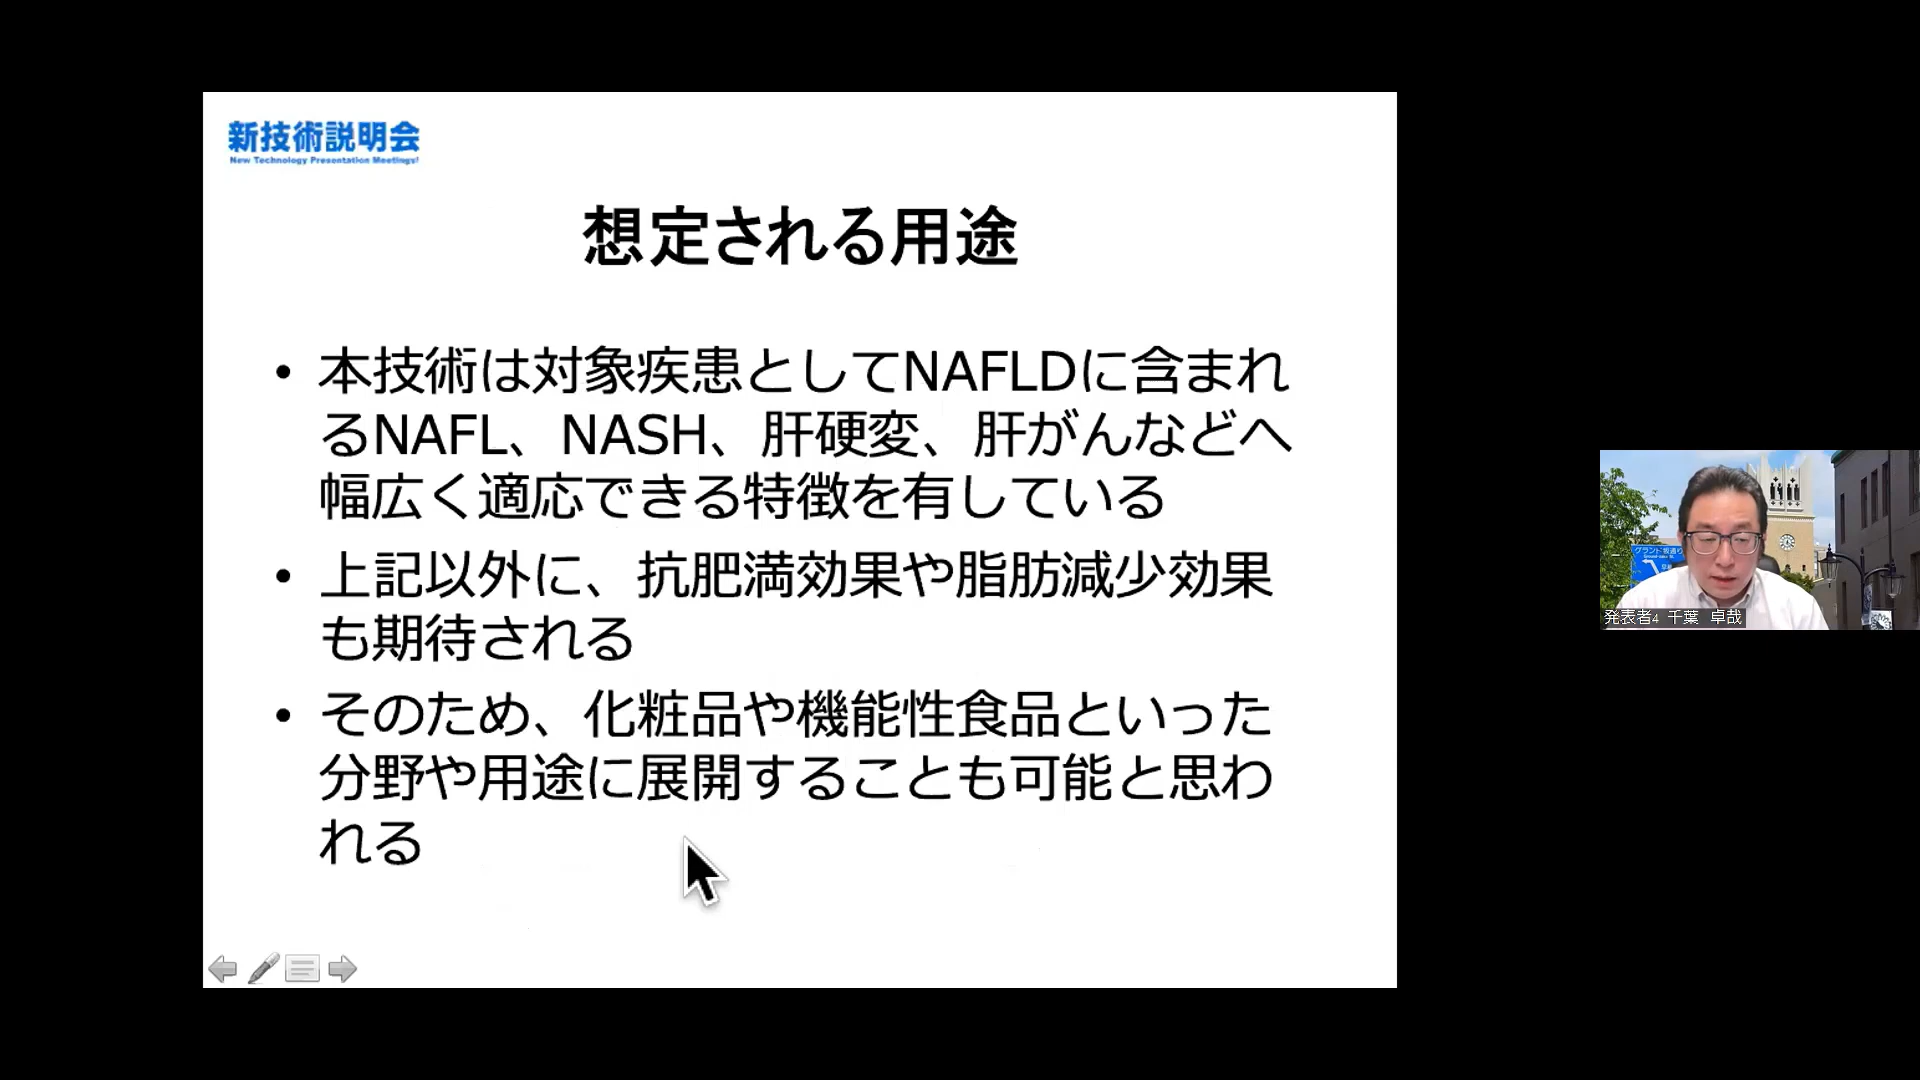 新技術説明会
New Technology Presentation Meetings!
想定される用途
• 本技術は対象疾患としてNAFLDに含まれ
るNAFL、NASH、肝硬変、肝がんなどへ
幅広く適応できる特徴を有している
• 上記以外に、抗肥満効果や脂肪減少効果
も期待される
• そのため、化粧品や機能性食品といった
分野や用途に展開することも可能と思わ
れる
グランド坂通り
発表者4 千葉 卓哉